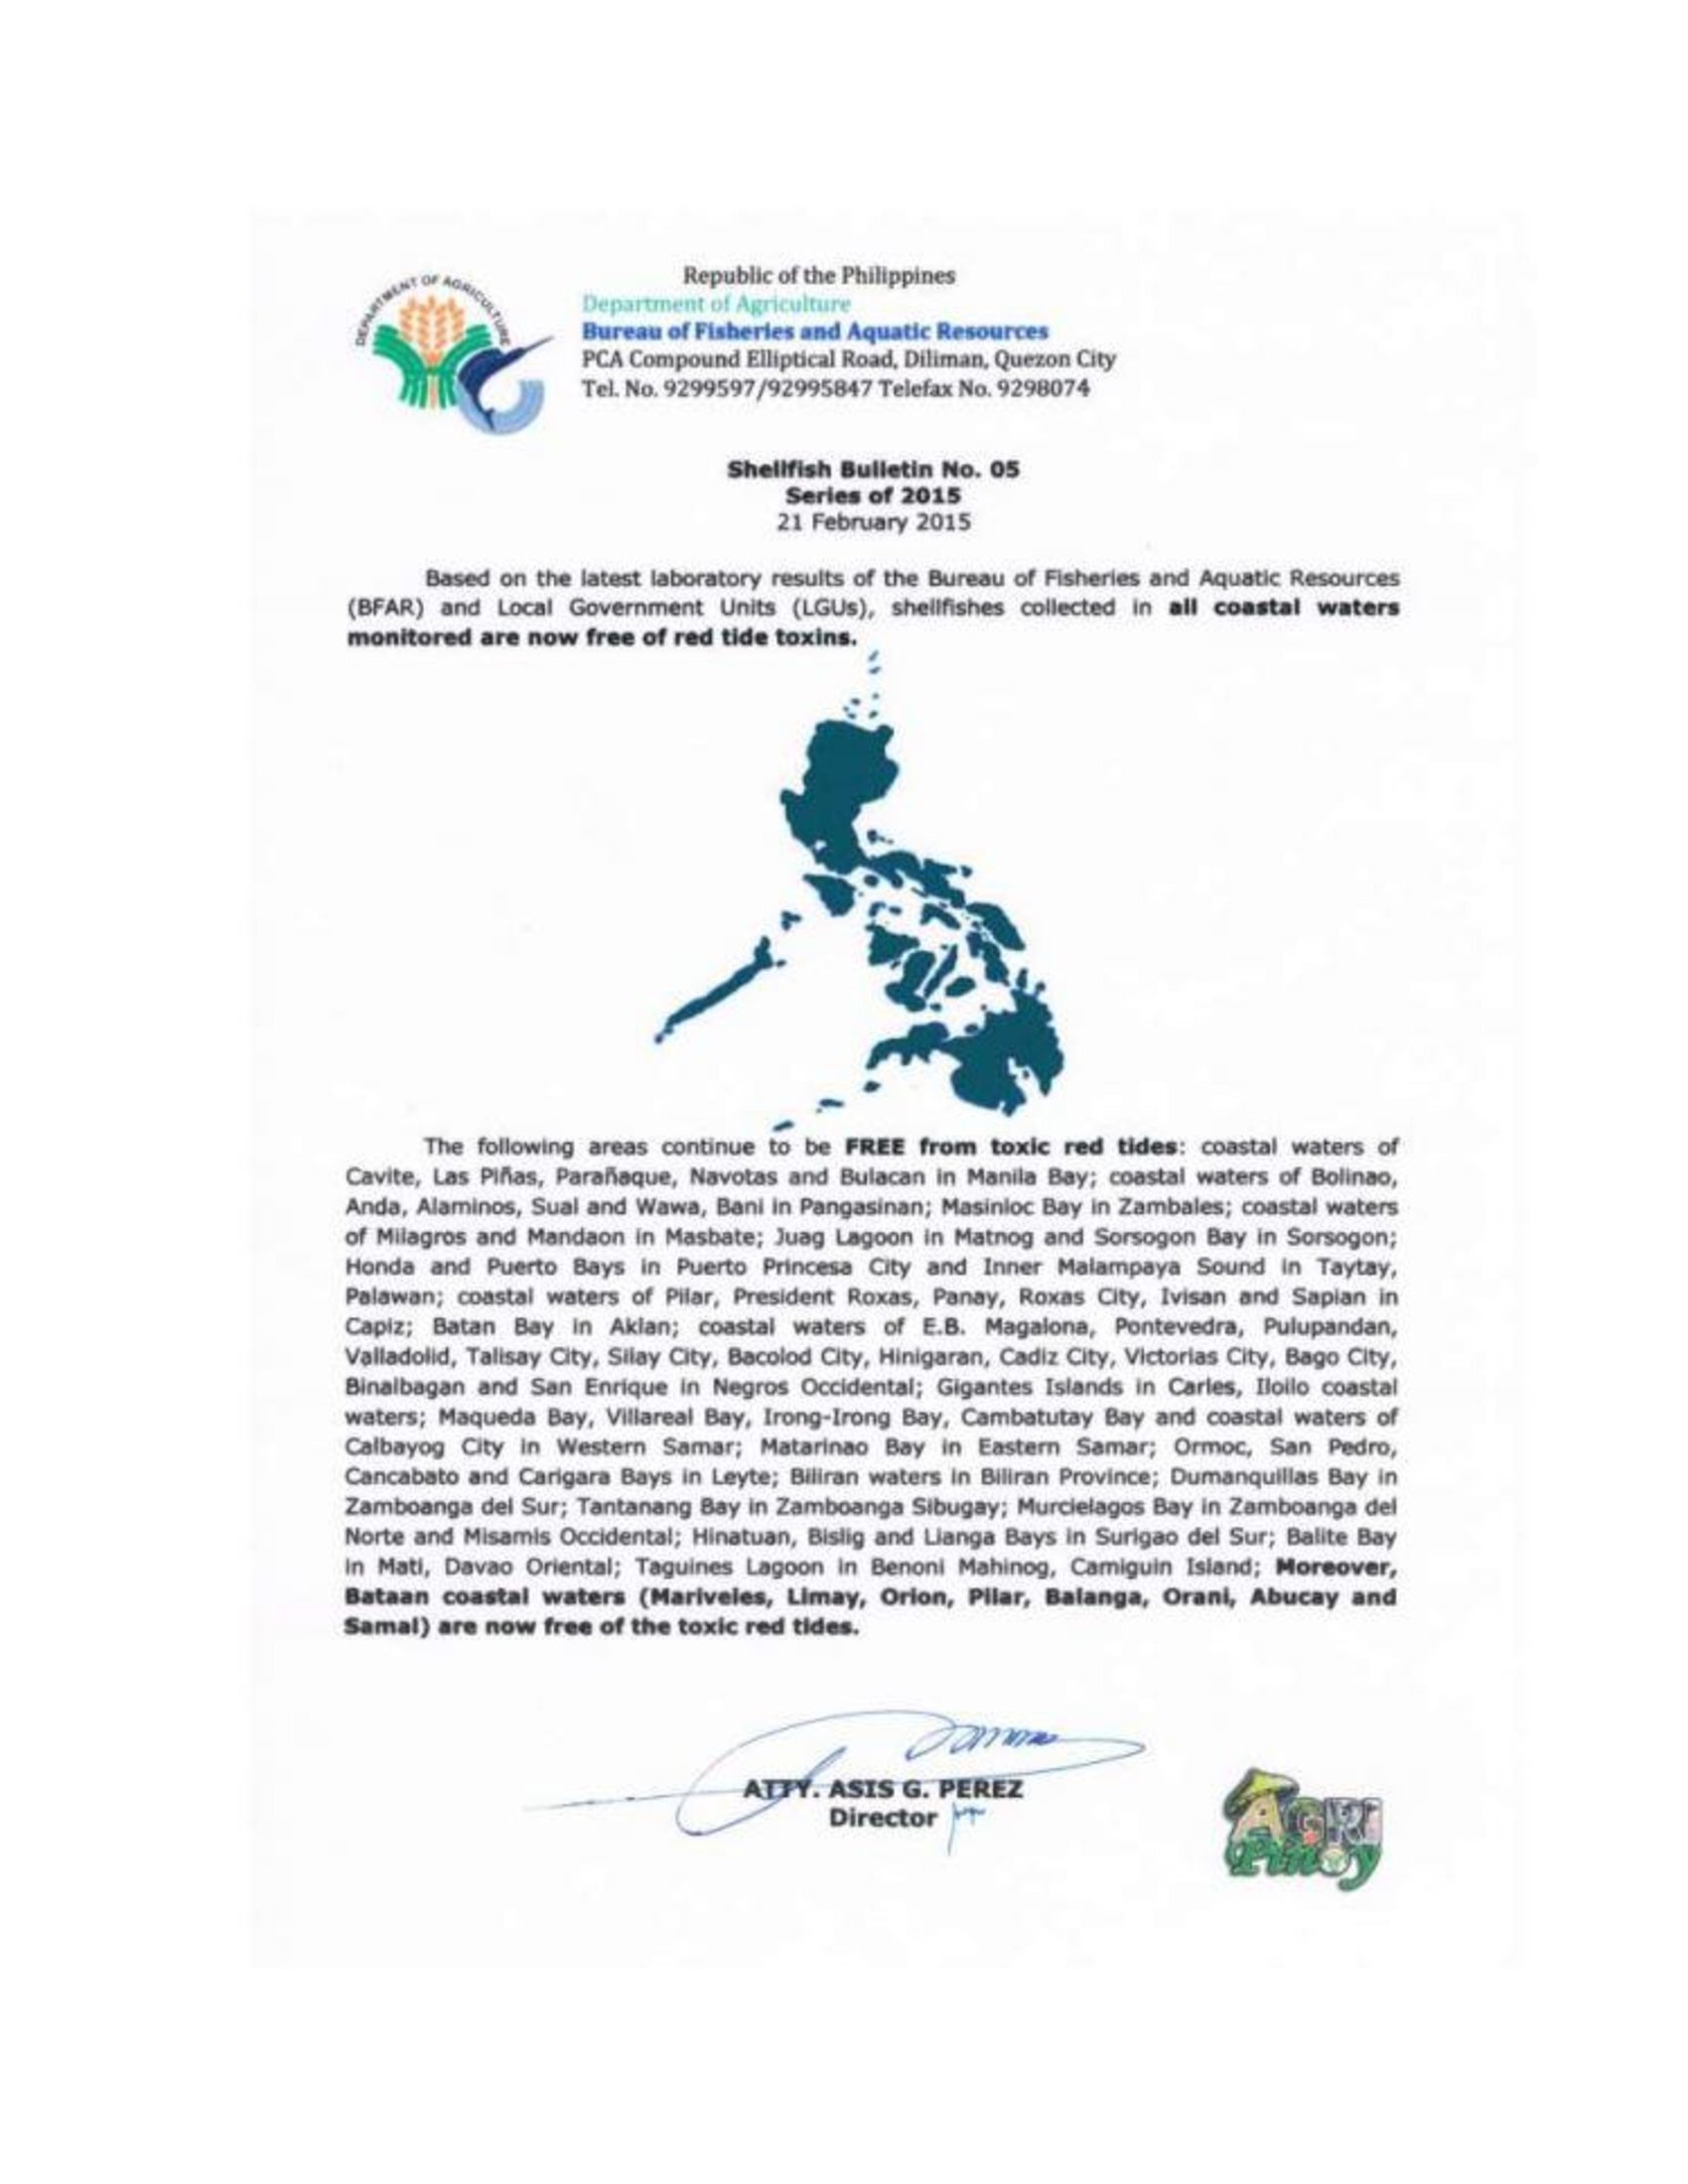 DEPARTMENT OF AGRICULTURE
Republic of the Philippines
Department of Agriculture
Bureau of Fisheries and Aquatic Resources
PCA Compound Elliptical Road, Diliman, Quezon City
Tel. No. 9299597/92995847 Telefax No. 9298074
Shellfish Bulletin No. 05
Series of 2015
21 February 2015
Based on the latest laboratory results of the Bureau of Fisheries and Aquatic Resources
(BFAR) and Local Government Units (LGUs), shellfishes collected in all coastal waters
monitored are now free of red tide toxins.
The following areas continue to be FREE from toxic red tides: coastal waters of
Cavite, Las Piñas, Parañaque, Navotas and Bulacan in Manila Bay; coastal waters of Bolinao,
Anda, Alaminos, Sual and Wawa, Bani in Pangasinan; Masinloc Bay in Zambales; coastal waters
of Milagros and Mandaon in Masbate; Juag Lagoon in Matnog and Sorsogon Bay in Sorsogon;
Honda and Puerto Bays in Puerto Princesa City and Inner Malampaya Sound in Taytay,
Palawan; coastal waters of Pilar, President Roxas, Panay, Roxas City, Ivisan and Sapian in
Capiz; Batan Bay in Aklan; coastal waters of E.B. Magalona, Pontevedra, Pulupandan,
Valladolid, Talisay City, Silay City, Bacolod City, Hinigaran, Cadiz City, Victorias City, Bago City,
Binalbagan and San Enrique in Negros Occidental; Gigantes Islands in Carles, Iloilo coastal
waters; Maqueda Bay, Villareal Bay, Irong-Irong Bay, Cambatutay Bay and coastal waters of
Calbayog City in Western Samar; Matarinao Bay in Eastern Samar; Ormoc, San Pedro,
Cancabato and Carigara Bays in Leyte; Biliran waters in Biliran Province; Dumanquillas Bay in
Zamboanga del Sur; Tantanang Bay in Zamboanga Sibugay; Murcielagos Bay in Zamboanga del
Norte and Misamis Occidental; Hinatuan, Bislig and Lianga Bays in Surigao del Sur; Balite Bay
in Mati, Davao Oriental; Taguines Lagoon in Benoni Mahinog, Camiguin Island; Moreover,
Bataan coastal waters (Mariveles, Limay, Orion, Pilar, Balanga, Orani, Abucay and
Samal) are now free of the toxic red tides.
ATTY. ASIS G. PEREZ
Director
AGRI
Pinoy